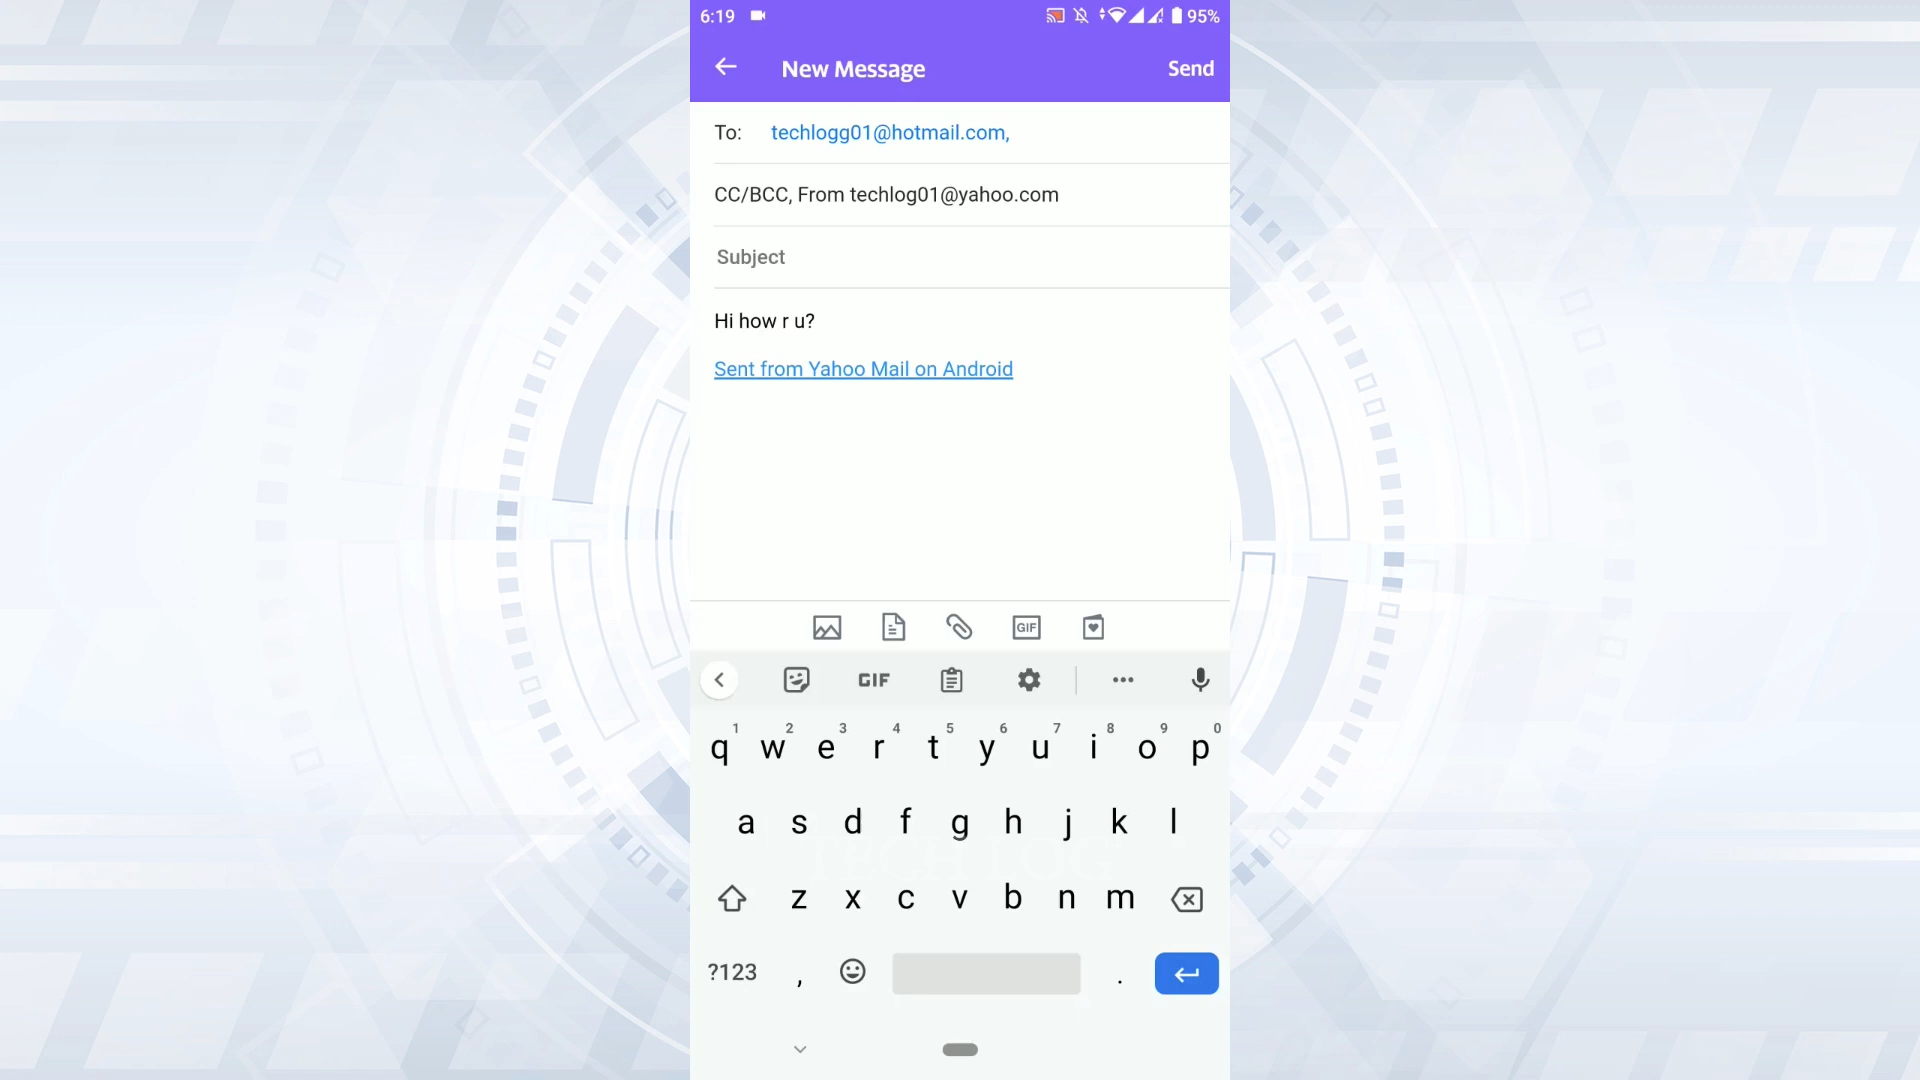 6:19 95%
New Message Send
To: techlogg01@hotmail.com,
CC/BCC, From techlog01@yahoo.com
Subject
Hi how r u?
Sent from Yahoo Mail on Android
GIF
GIF
1 2 3 4 5 6 7 8 9 0
q w e r t y u i o p
a s d f g h j k l
TECH LOG
z x c v b n m
?123 , .